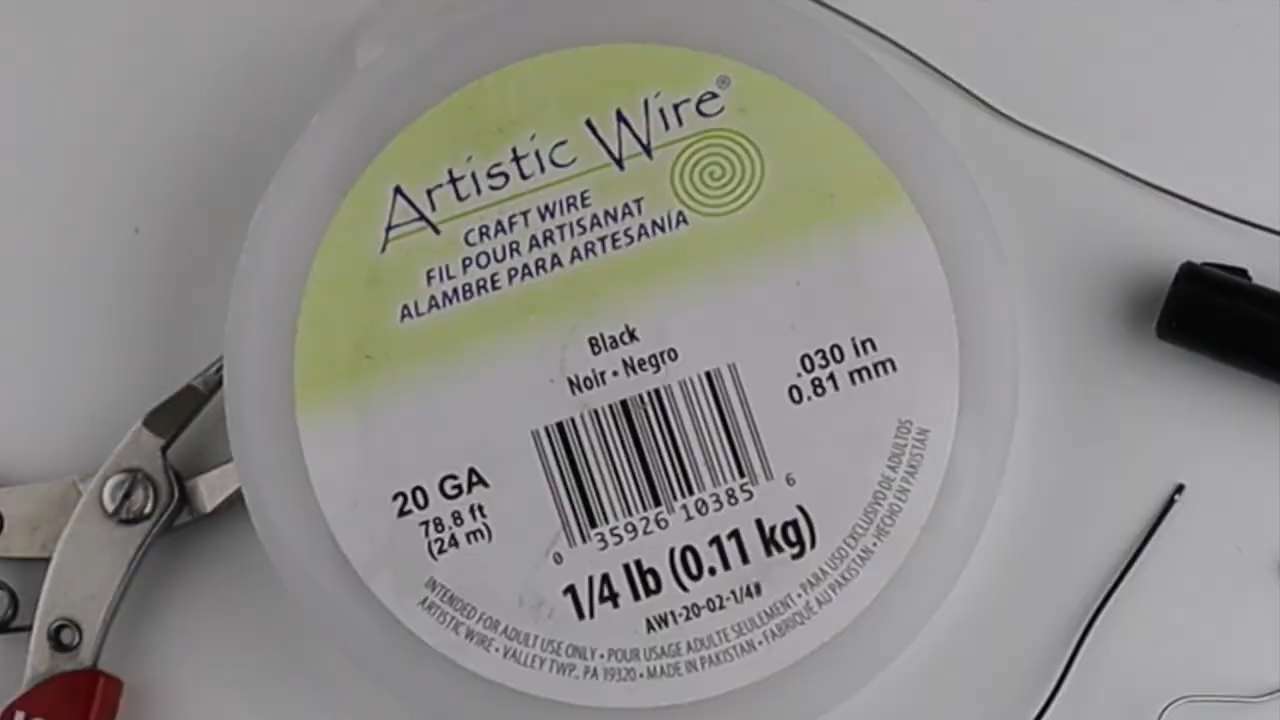 Artistic Wire®
CRAFT WIRE
FIL POUR ARTISANAT
ALAMBRE PARA ARTESANÍA
Black
Noir • Negro
.030 in
0.81 mm
20 GA
78.8 ft
(24 m)
0 35926 10385 6
1/4 lb (0.11 kg)
AW1-20-02-1/4#
INTENDED FOR ADULT USE ONLY • POUR USAGE ADULTE SEULEMENT • PARA USO EXCLUSIVO DE ADULTOS
ARTISTIC WIRE • VALLEY TWP., PA 19320 • MADE IN PAKISTAN • FABRIQUÉ AU PAKISTAN • HECHO EN PAKISTÁN